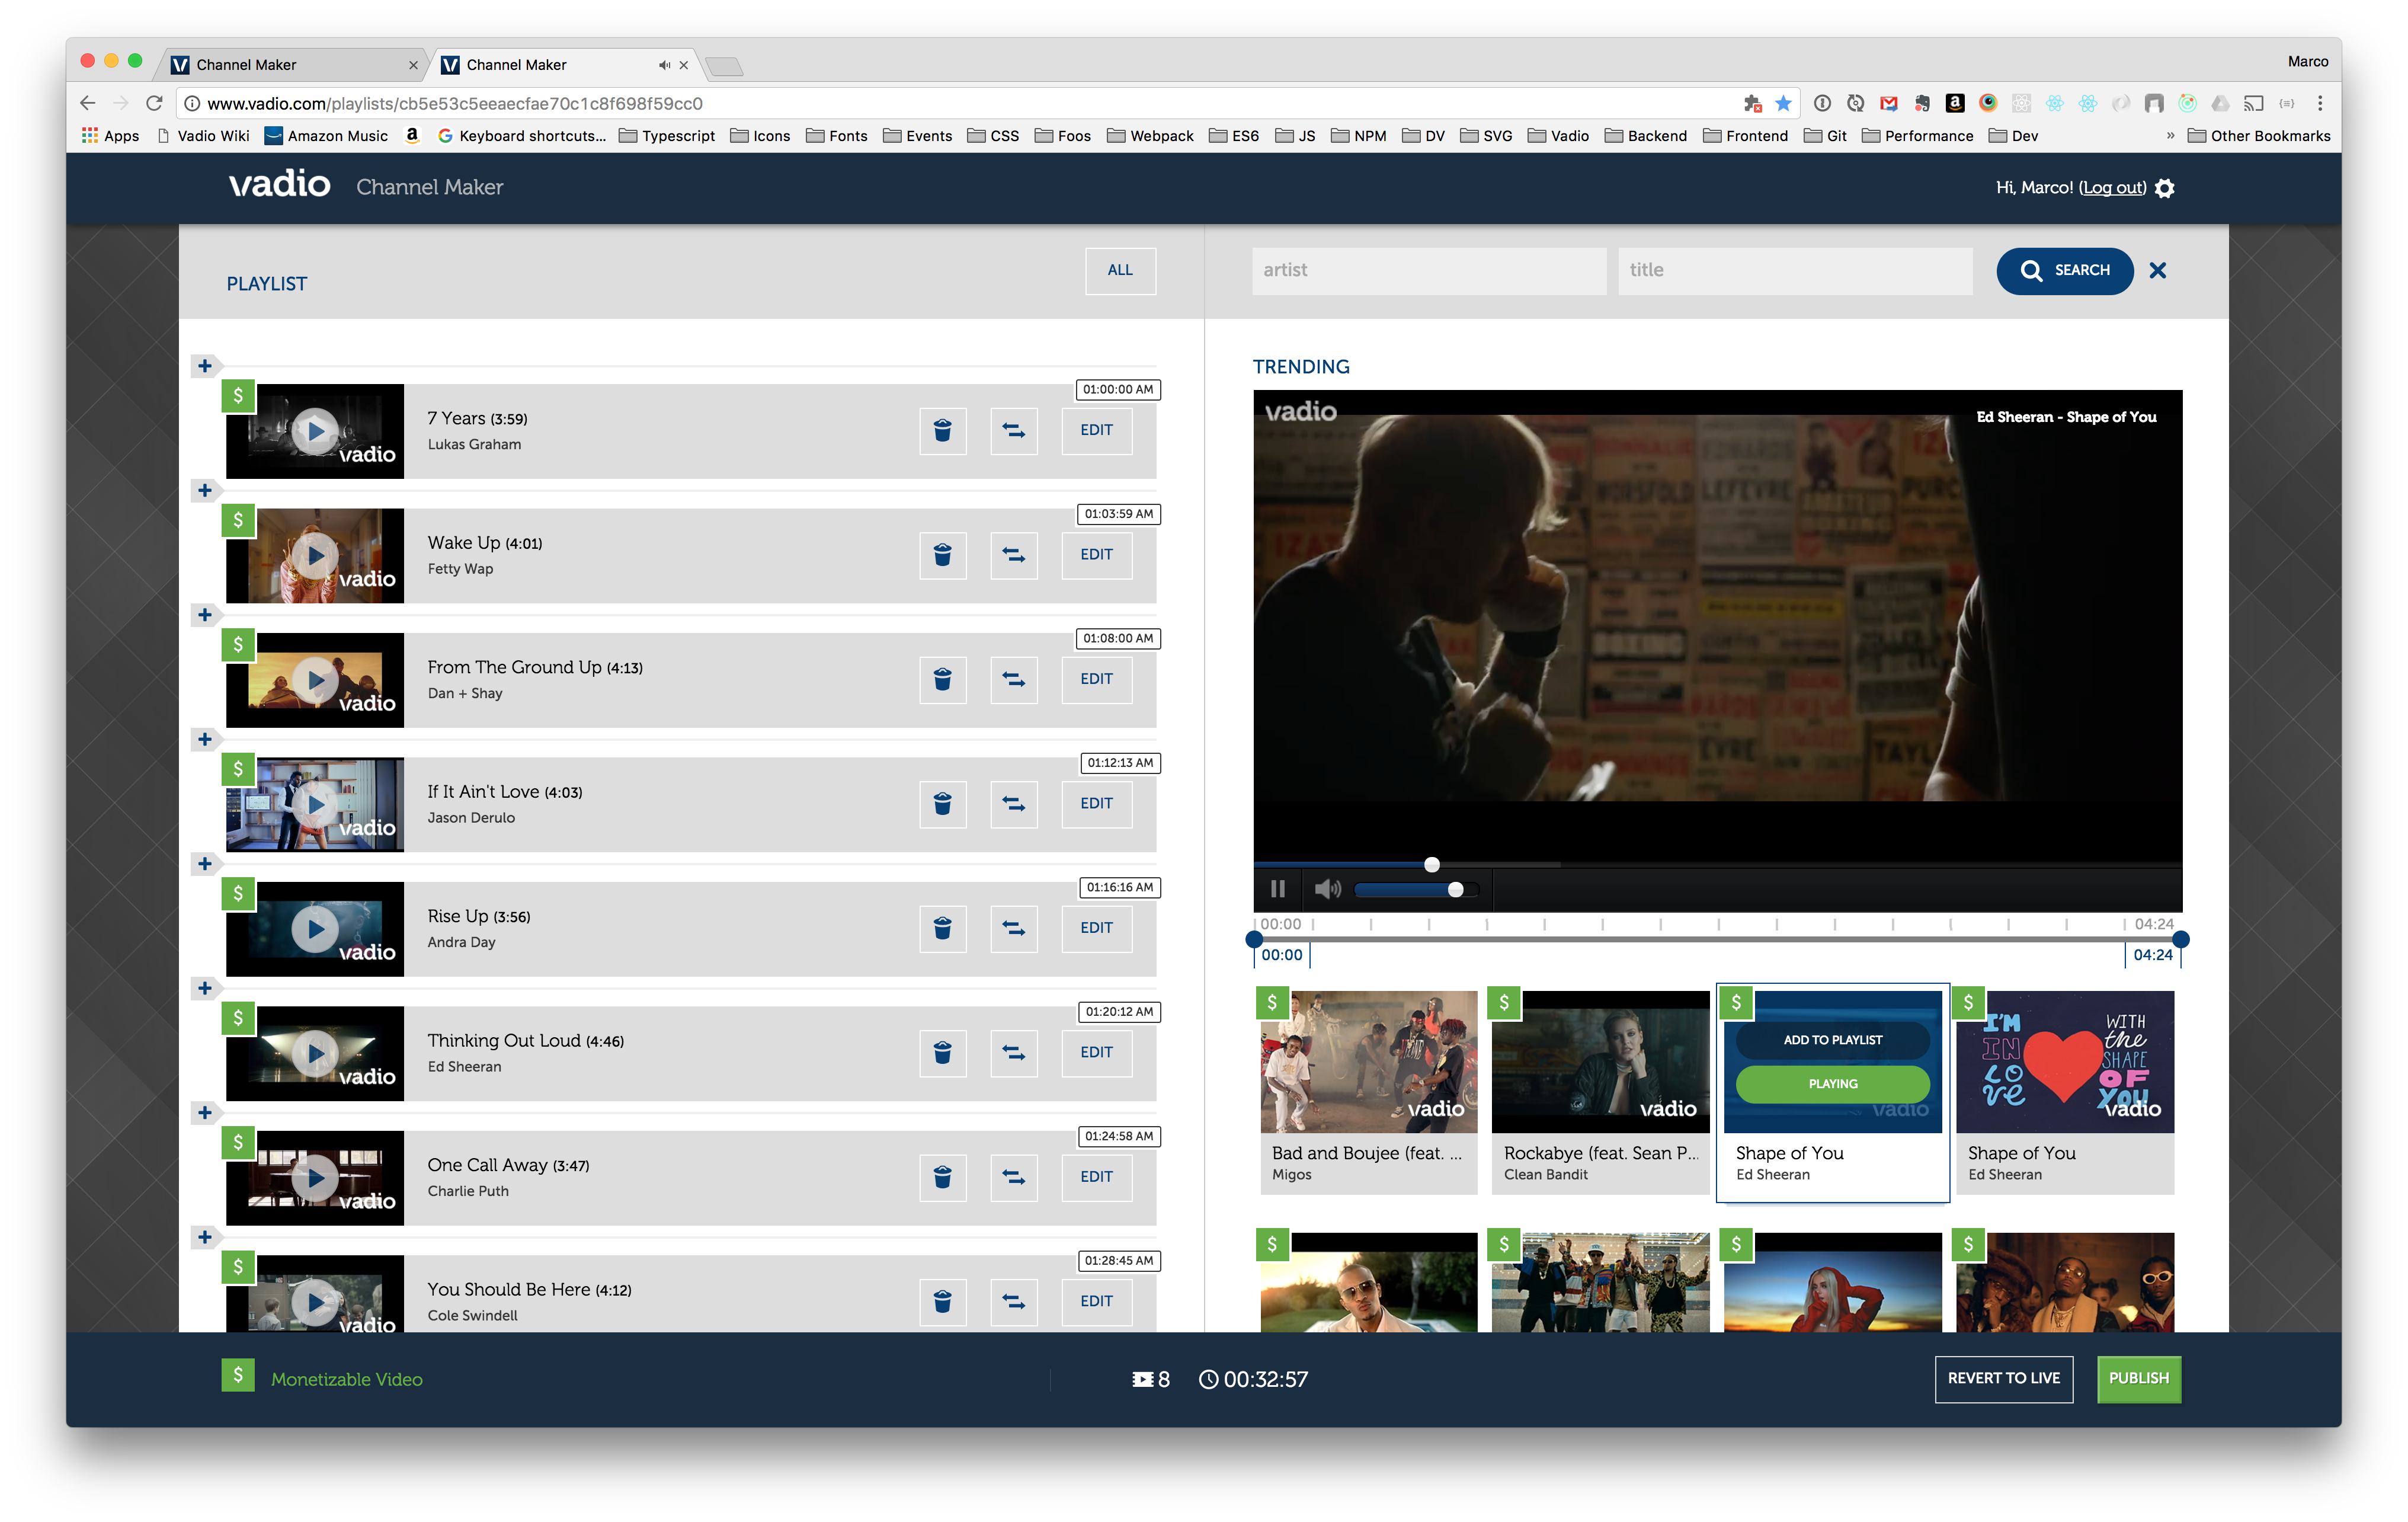 Channel Maker
Channel Maker
Marco
www.vadio.com/playlists/cb5e53c5eeaecfae70c1c8f698f59cc0
Apps Vadio Wiki Amazon Music Keyboard shortcuts... Typescript Icons Fonts Events CSS Foos Webpack ES6 JS NPM DV SVG Vadio Backend Frontend Git Performance Dev » Other Bookmarks
vadio Channel Maker
Hi, Marco! (Log out)
PLAYLIST
ALL
01:00:00 AM
$
7 Years (3:59)
Lukas Graham
vadio
EDIT
01:03:59 AM
$
Wake Up (4:01)
Fetty Wap
vadio
EDIT
01:08:00 AM
$
From The Ground Up (4:13)
Dan + Shay
vadio
EDIT
01:12:13 AM
$
If It Ain't Love (4:03)
Jason Derulo
vadio
EDIT
01:16:16 AM
$
Rise Up (3:56)
Andra Day
vadio
EDIT
01:20:12 AM
$
Thinking Out Loud (4:46)
Ed Sheeran
vadio
EDIT
01:24:58 AM
$
One Call Away (3:47)
Charlie Puth
vadio
EDIT
01:28:45 AM
$
You Should Be Here (4:12)
Cole Swindell
vadio
EDIT
artist
title
SEARCH
TRENDING
vadio
Ed Sheeran - Shape of You
LEFEVRE
BOXING
00:00
04:24
00:00
04:24
$
vadio
Bad and Boujee (feat. ...
Migos
$
vadio
Rockabye (feat. Sean P...
Clean Bandit
$
ADD TO PLAYLIST
PLAYING
vadio
Shape of You
Ed Sheeran
$
I'M IN LOVE
WITH the SHAPE OF YOU
vadio
Shape of You
Ed Sheeran
$
$
$
$
$
Monetizable Video
8
00:32:57
REVERT TO LIVE
PUBLISH